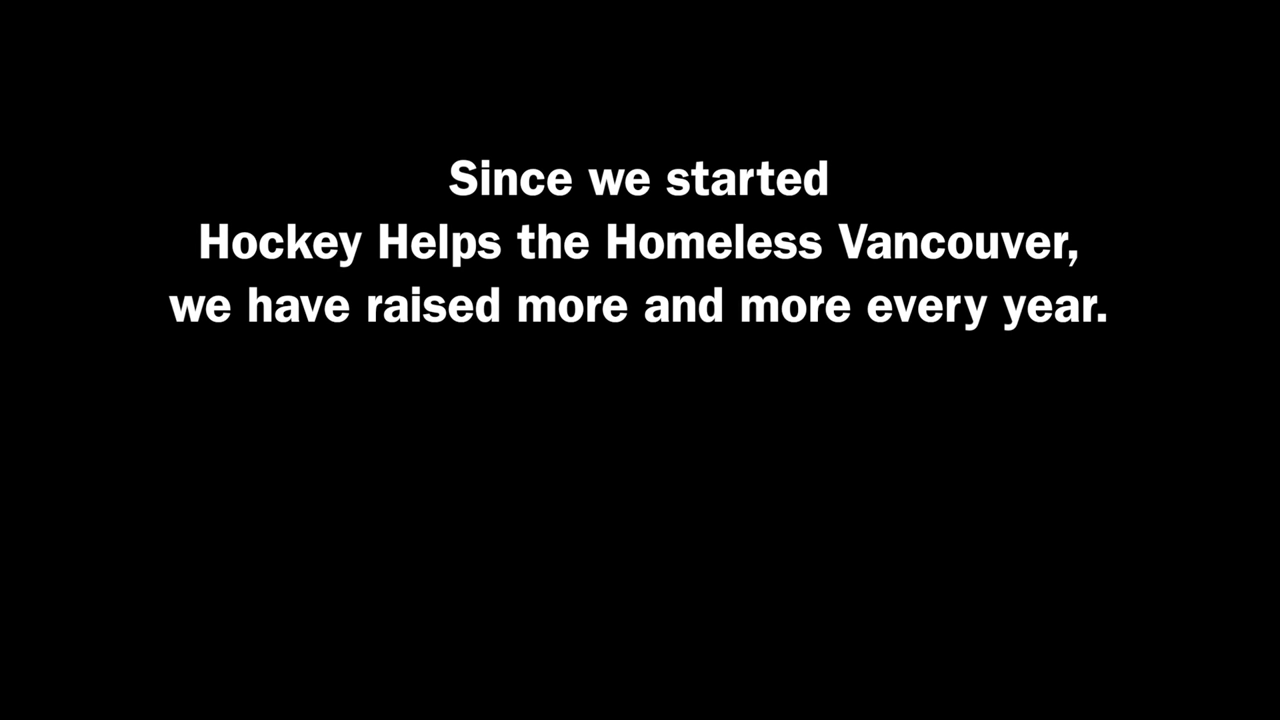 Since we started
Hockey Helps the Homeless Vancouver,
we have raised more and more every year.